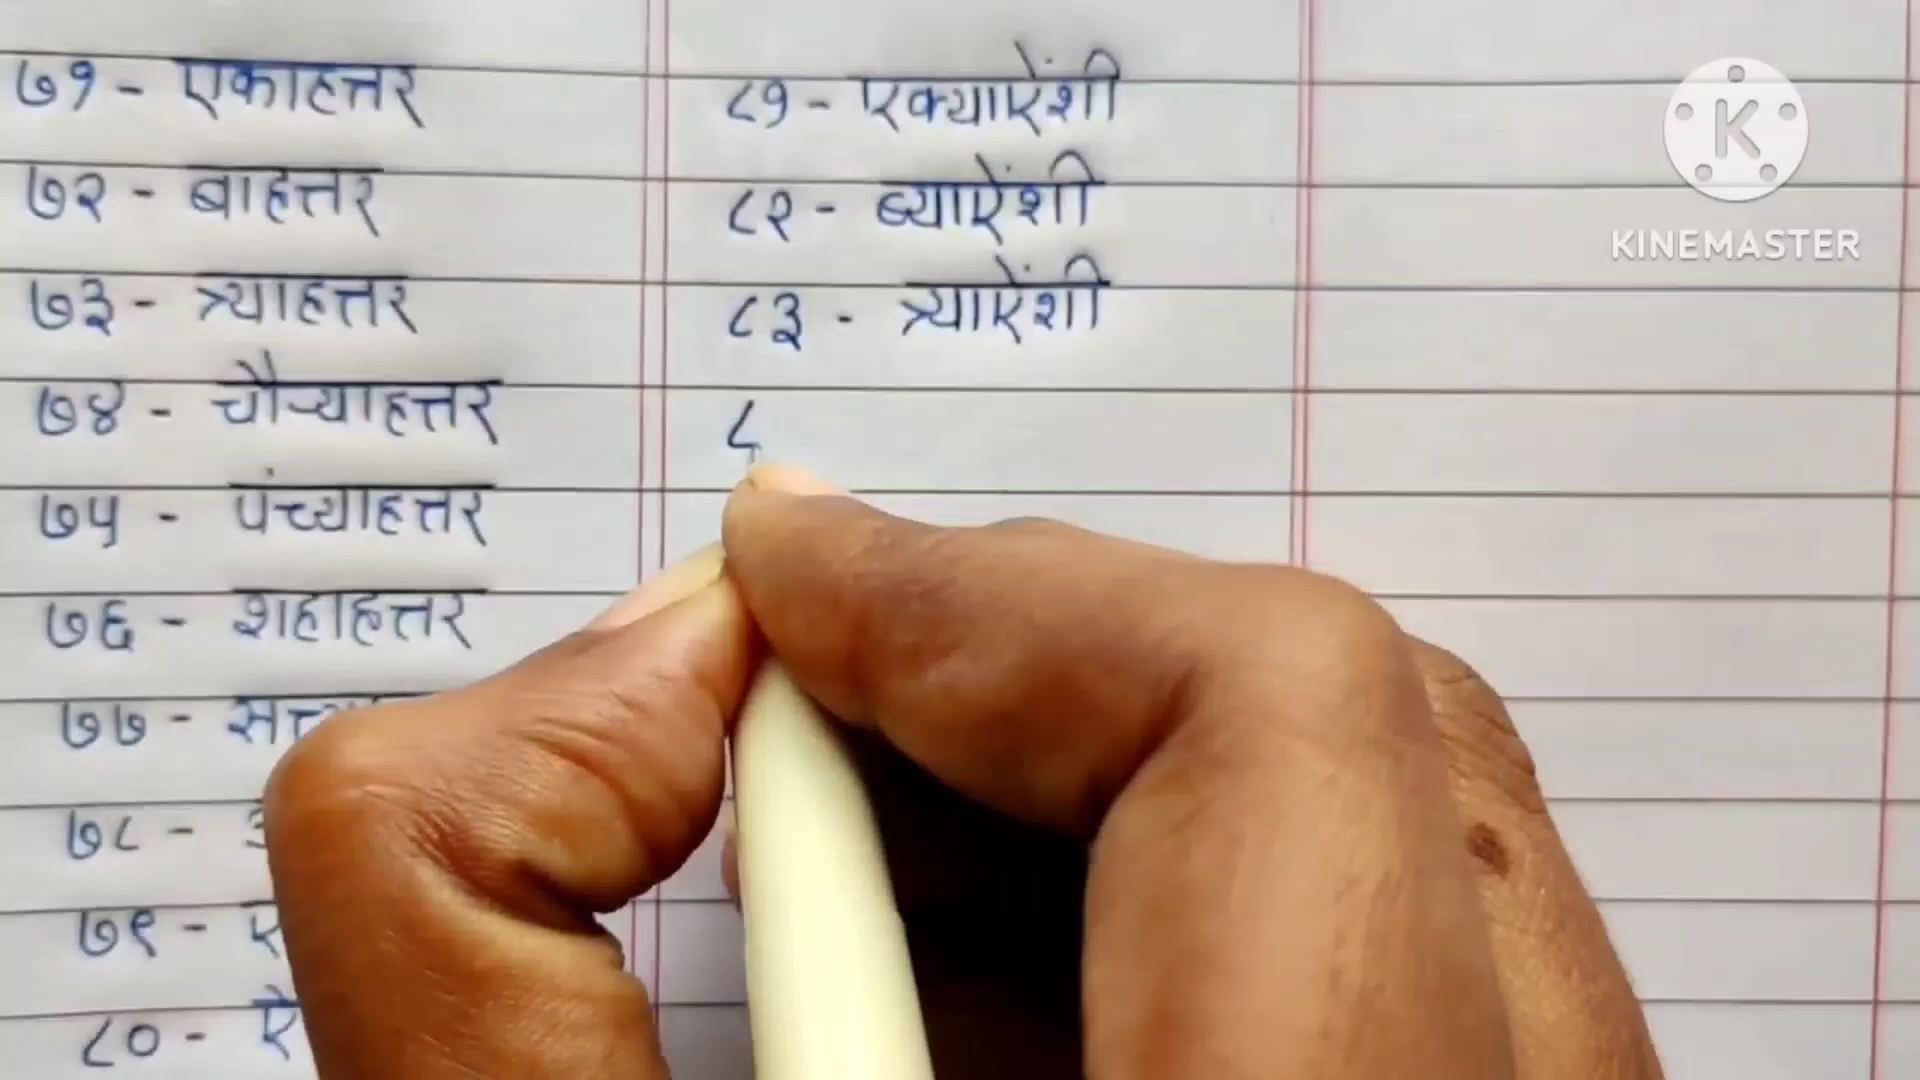 ७१ - एकाहत्तर
७२ - बाहत्तर
७३ - त्र्याहत्तर
७४ - चौऱ्याहत्तर
७५ - पंच्याहत्तर
७६ - शहाहत्तर
७७ -
७८ -
७९ -
८० -
८१ - एक्याऐंशी
८२ - ब्याऐंशी
८३ - त्र्याऐंशी
८
K
KINEMASTER